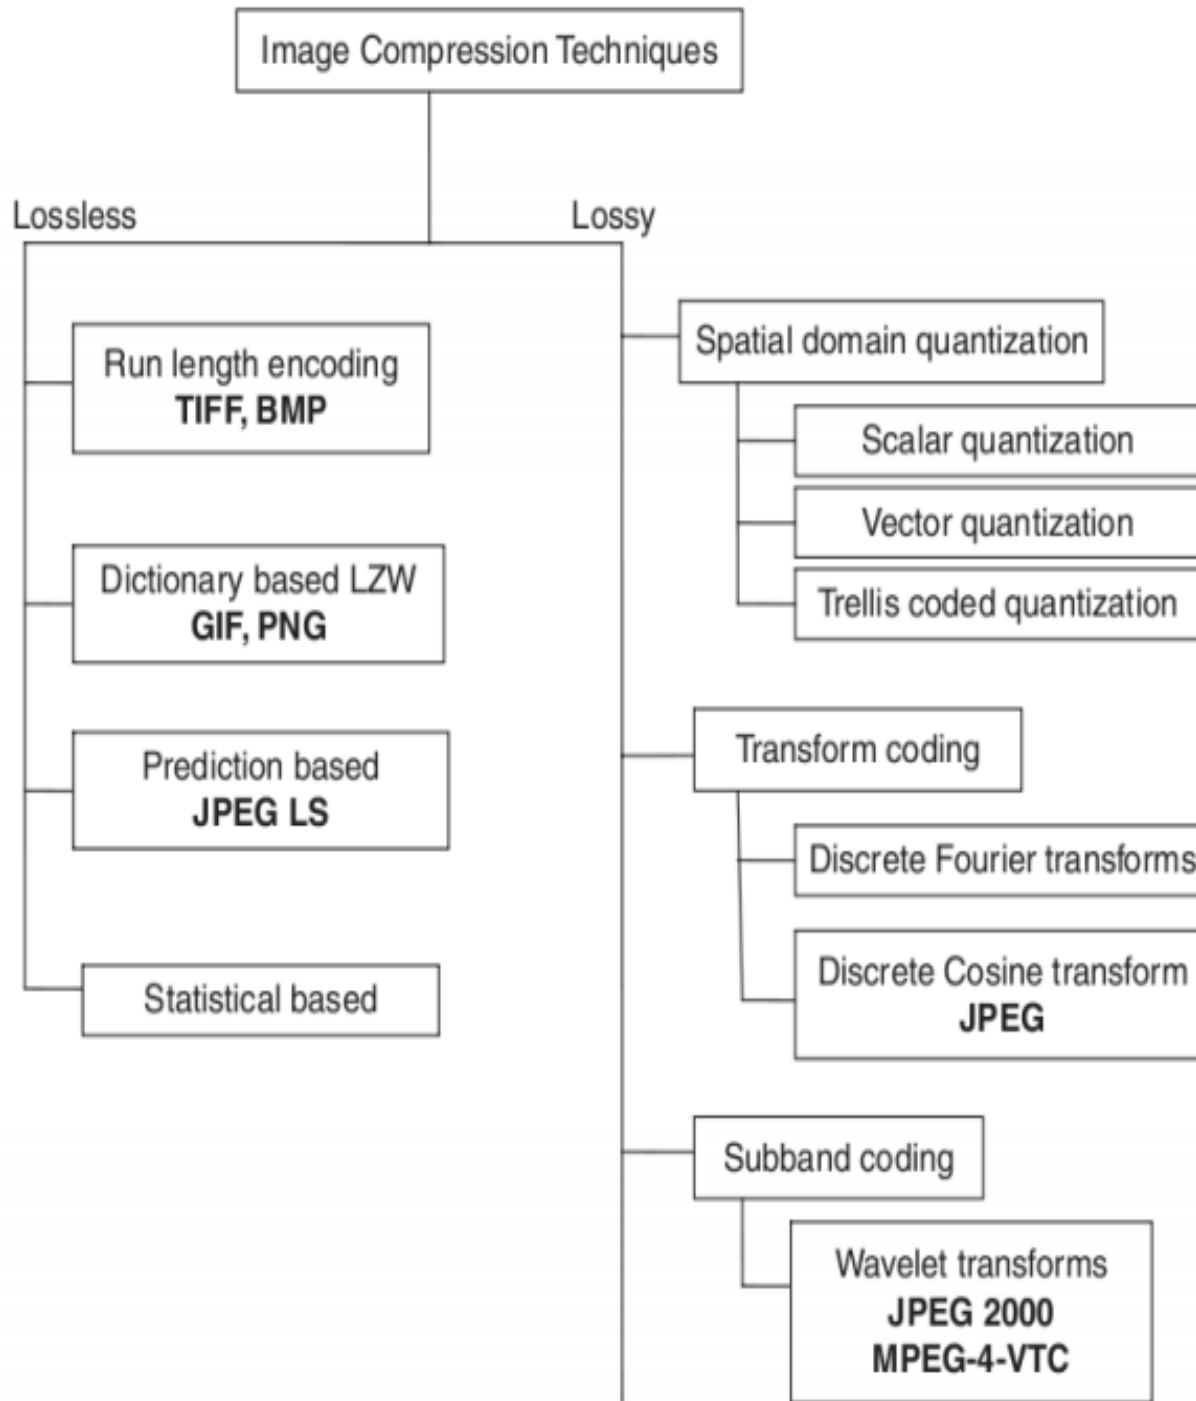 Image Compression Techniques
Lossless
Lossy
Run length encoding
TIFF, BMP
Dictionary based LZW
GIF, PNG
Prediction based
JPEG LS
Statistical based
Spatial domain quantization
Scalar quantization
Vector quantization
Trellis coded quantization
Transform coding
Discrete Fourier transforms
Discrete Cosine transform
JPEG
Subband coding
Wavelet transforms
JPEG 2000
MPEG-4-VTC